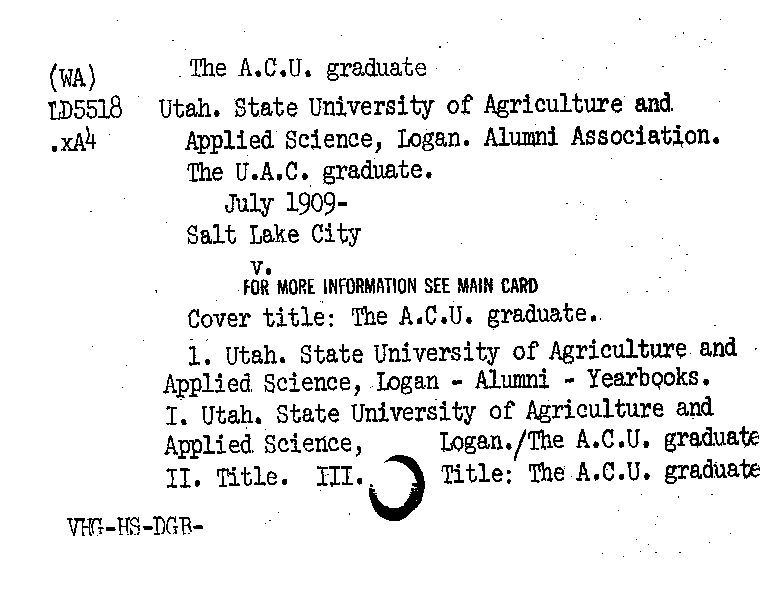 (WA) The A.C.U. graduate
LD5518 Utah. State University of Agriculture and
.xA4 Applied Science, Logan. Alumni Association.
The U.A.C. graduate.
July 1909-
Salt Lake City
v.
FOR MORE INFORMATION SEE MAIN CARD
Cover title: The A.C.U. graduate.
1. Utah. State University of Agriculture and
Applied Science, Logan - Alumni - Yearbooks.
I. Utah. State University of Agriculture and
Applied Science, Logan./The A.C.U. graduate
II. Title. III. Title: The A.C.U. graduate
VHG-HS-DGB-